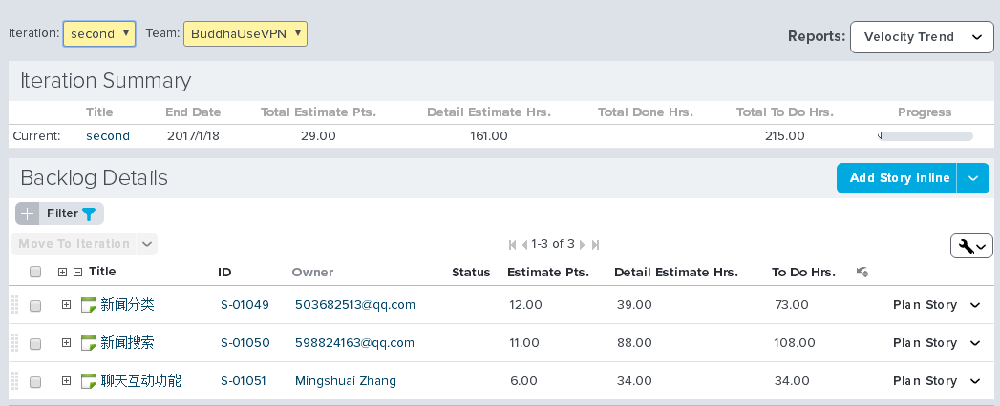 Iteration: second Team: BuddhaUseVPN Reports: Velocity Trend
Iteration Summary
Title End Date Total Estimate Pts. Detail Estimate Hrs. Total Done Hrs. Total To Do Hrs. Progress
Current: second 2017/1/18 29.00 161.00 215.00
Backlog Details Add Story Inline
Filter
Move To Iteration 1-3 of 3
Title ID Owner Status Estimate Pts. Detail Estimate Hrs. To Do Hrs.
新闻分类 S-01049 503682513@qq.com 12.00 39.00 73.00 Plan Story
新闻搜索 S-01050 598824163@qq.com 11.00 88.00 108.00 Plan Story
聊天互动功能 S-01051 Mingshuai Zhang 6.00 34.00 34.00 Plan Story